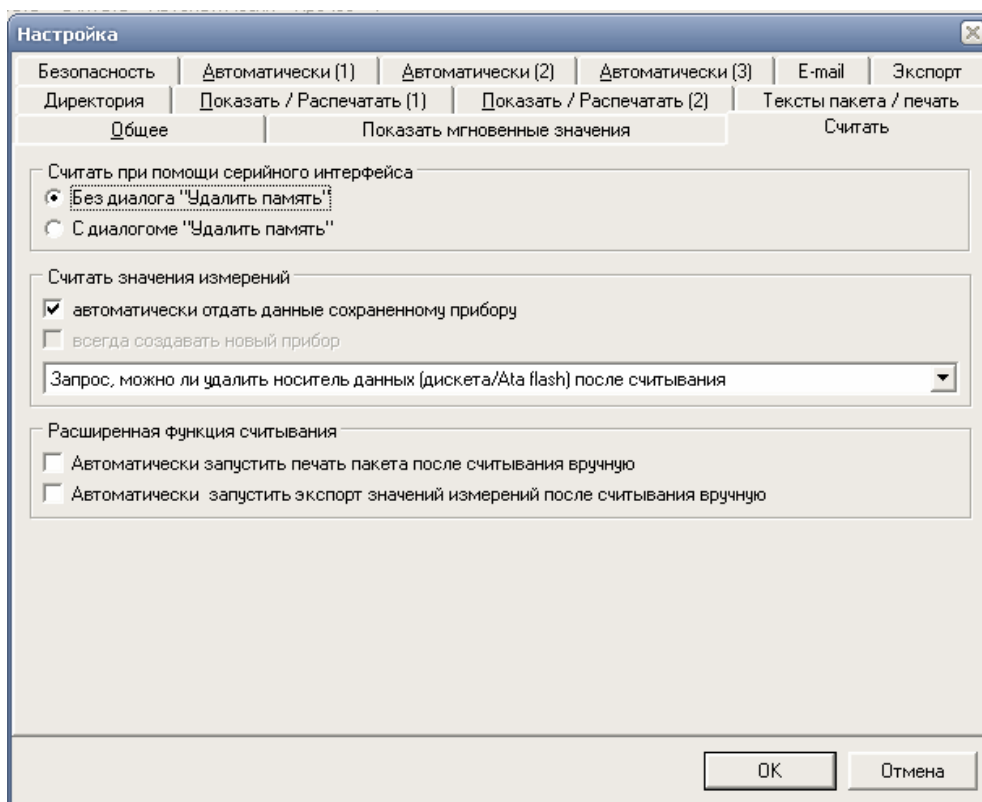 Настройка
Безопасность Автоматически (1) Автоматически (2) Автоматически (3) E-mail Экспорт
Директория Показать / Распечатать (1) Показать / Распечатать (2) Тексты пакета / печать
Общее Показать мгновенные значения Считать
Считать при помощи серийного интерфейса
Без диалога "Удалить память"
С диалогоме "Удалить память"
Считать значения измерений
автоматически отдать данные сохраненному прибору
всегда создавать новый прибор
Запрос, можно ли удалить носитель данных (дискета/Ata flash) после считывания
Расширенная функция считывания
Автоматически запустить печать пакета после считывания вручную
Автоматически запустить экспорт значений измерений после считывания вручную
OK Отмена